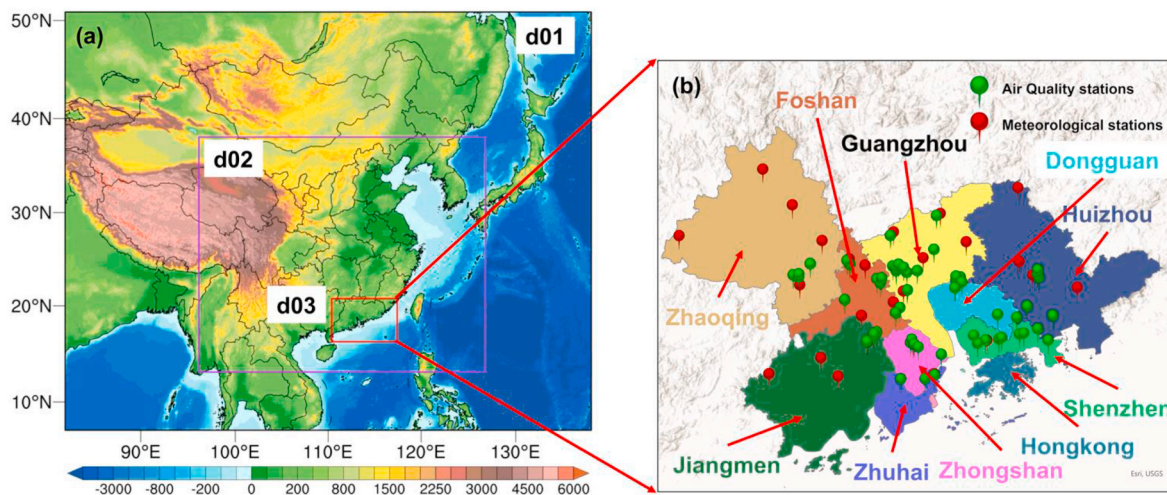 50°N
40°N
30°N
20°N
10°N
(a)
d01
d02
d03
90°E
100°E
110°E
120°E
130°E
-3000
-800
-200
0
200
800
1500
2250
3000
4500
6000
(b)
Air Quality stations
Meteorological stations
Foshan
Guangzhou
Dongguan
Huizhou
Zhaoqing
Shenzhen
Hongkong
Jiangmen
Zhuhai
Zhongshan
Esri, USGS